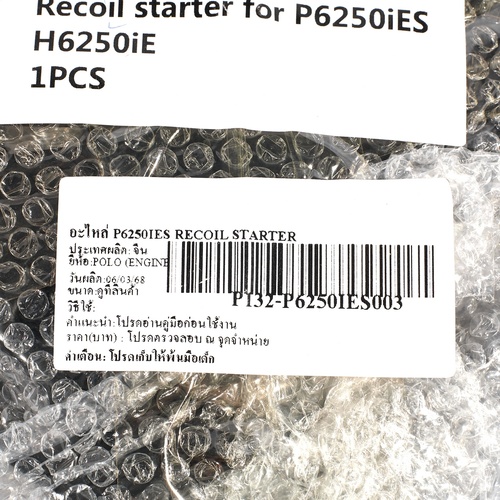 Recoil starter for P6250iES
H6250iE
1PCS
อะไหล่ P6250IES RECOIL STARTER
ประเทศผลิต: จีน
ยี่ห้อ:POLO (ENGINE
วันผลิต:06/03/68
ขนาด:ดูที่สินค้า
PI32-P6250IES003
วิธีใช้:
คำแนะนำ:โปรดอ่านคู่มือก่อนใช้งาน
ราคา(บาท) : โปรดตรวจสอบ ณ จุดจำหน่าย
คำเตือน: โปรดเก็บให้พ้นมือเด็ก